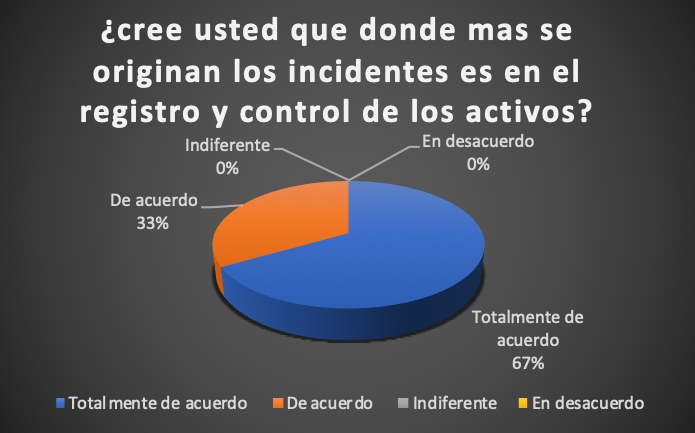 ¿cree usted que donde mas se
originan los incidentes es en el
registro y control de los activos?
Indiferente
0%
En desacuerdo
0%
De acuerdo
33%
Totalmente de
acuerdo
67%
Totalmente de acuerdo
De acuerdo
Indiferente
En desacuerdo